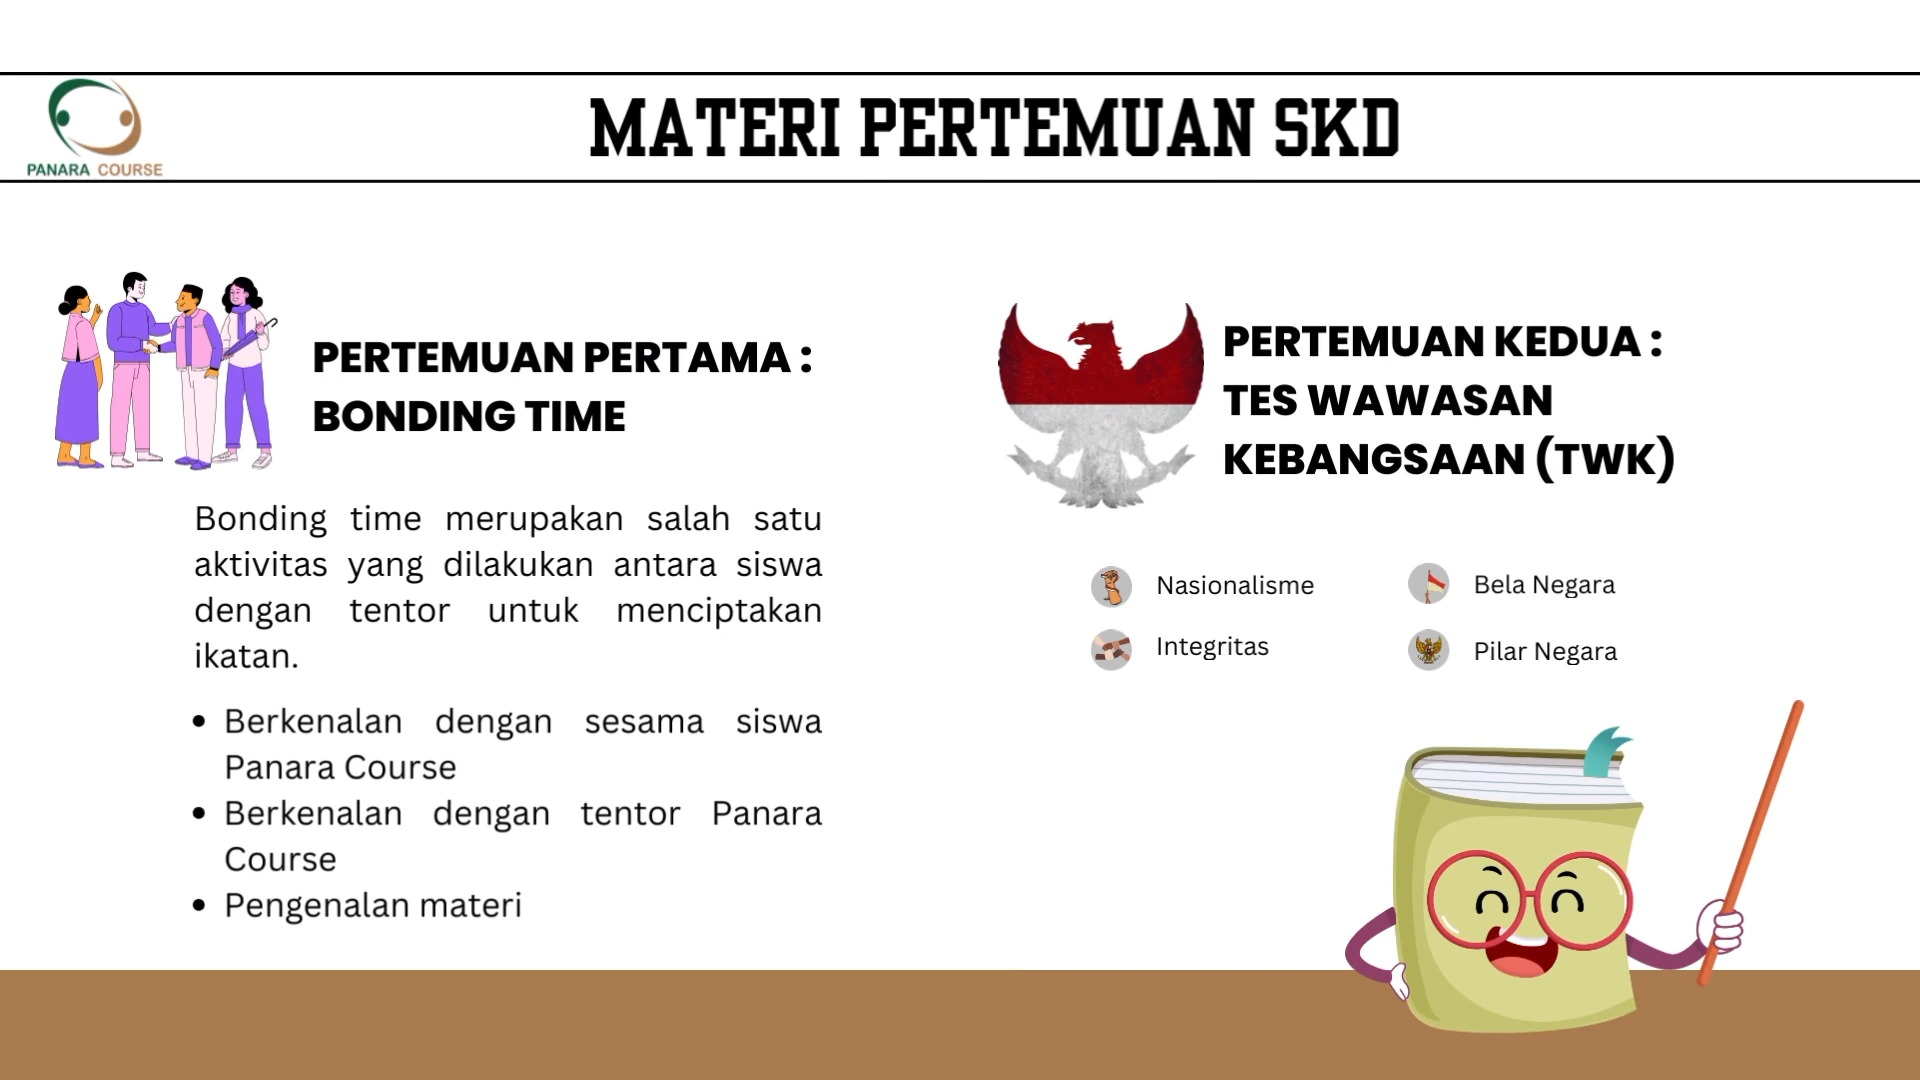 PANARA COURSE
MATERI PERTEMUAN SKD
PERTEMUAN PERTAMA :
BONDING TIME
Bonding time merupakan salah satu
aktivitas yang dilakukan antara siswa
dengan tentor untuk menciptakan
ikatan.
• Berkenalan dengan sesama siswa
Panara Course
• Berkenalan dengan tentor Panara
Course
• Pengenalan materi
PERTEMUAN KEDUA :
TES WAWASAN
KEBANGSAAN (TWK)
Nasionalisme
Integritas
Bela Negara
Pilar Negara